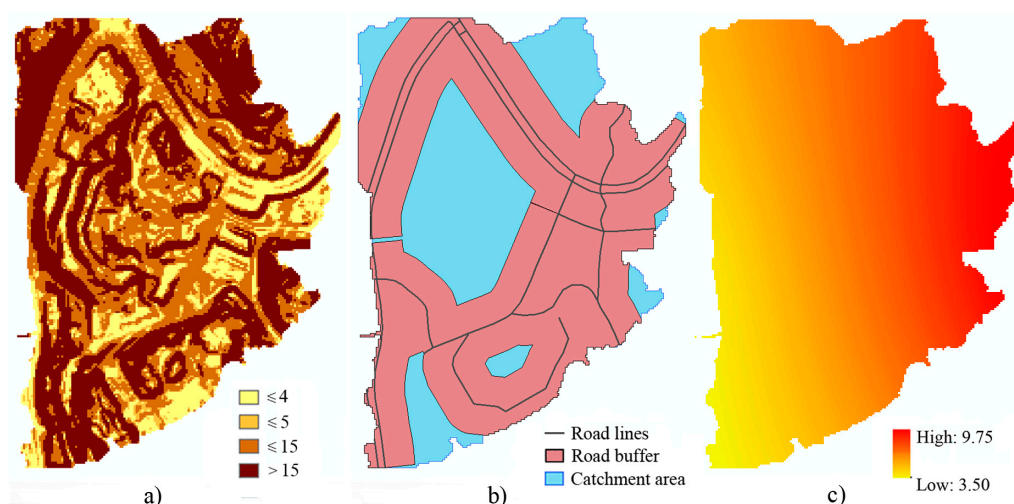 ⩽ 4
⩽ 5
⩽ 15
> 15
a)
Road lines
Road buffer
Catchment area
b)
High: 9.75
Low: 3.50
c)